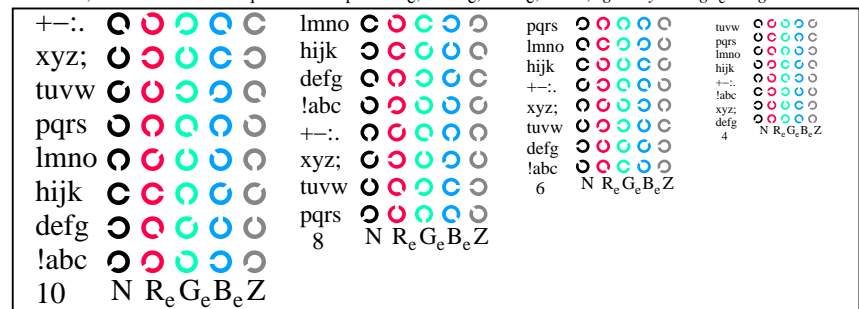 +−:.
xyz;
tuvw
pqrs
lmno
hijk
defg
!abc
10 N Re Ge Be Z
lmno
hijk
defg
!abc
+−:.
xyz;
tuvw
pqrs
8 N Re Ge Be Z
pqrs
lmno
hijk
+−:.
xyz;
tuvw
defg
!abc
6 N Re Ge Be Z
tuvw
pqrs
lmno
hijk
+−:.
!abc
xyz;
defg
4 N Re Ge Be Z